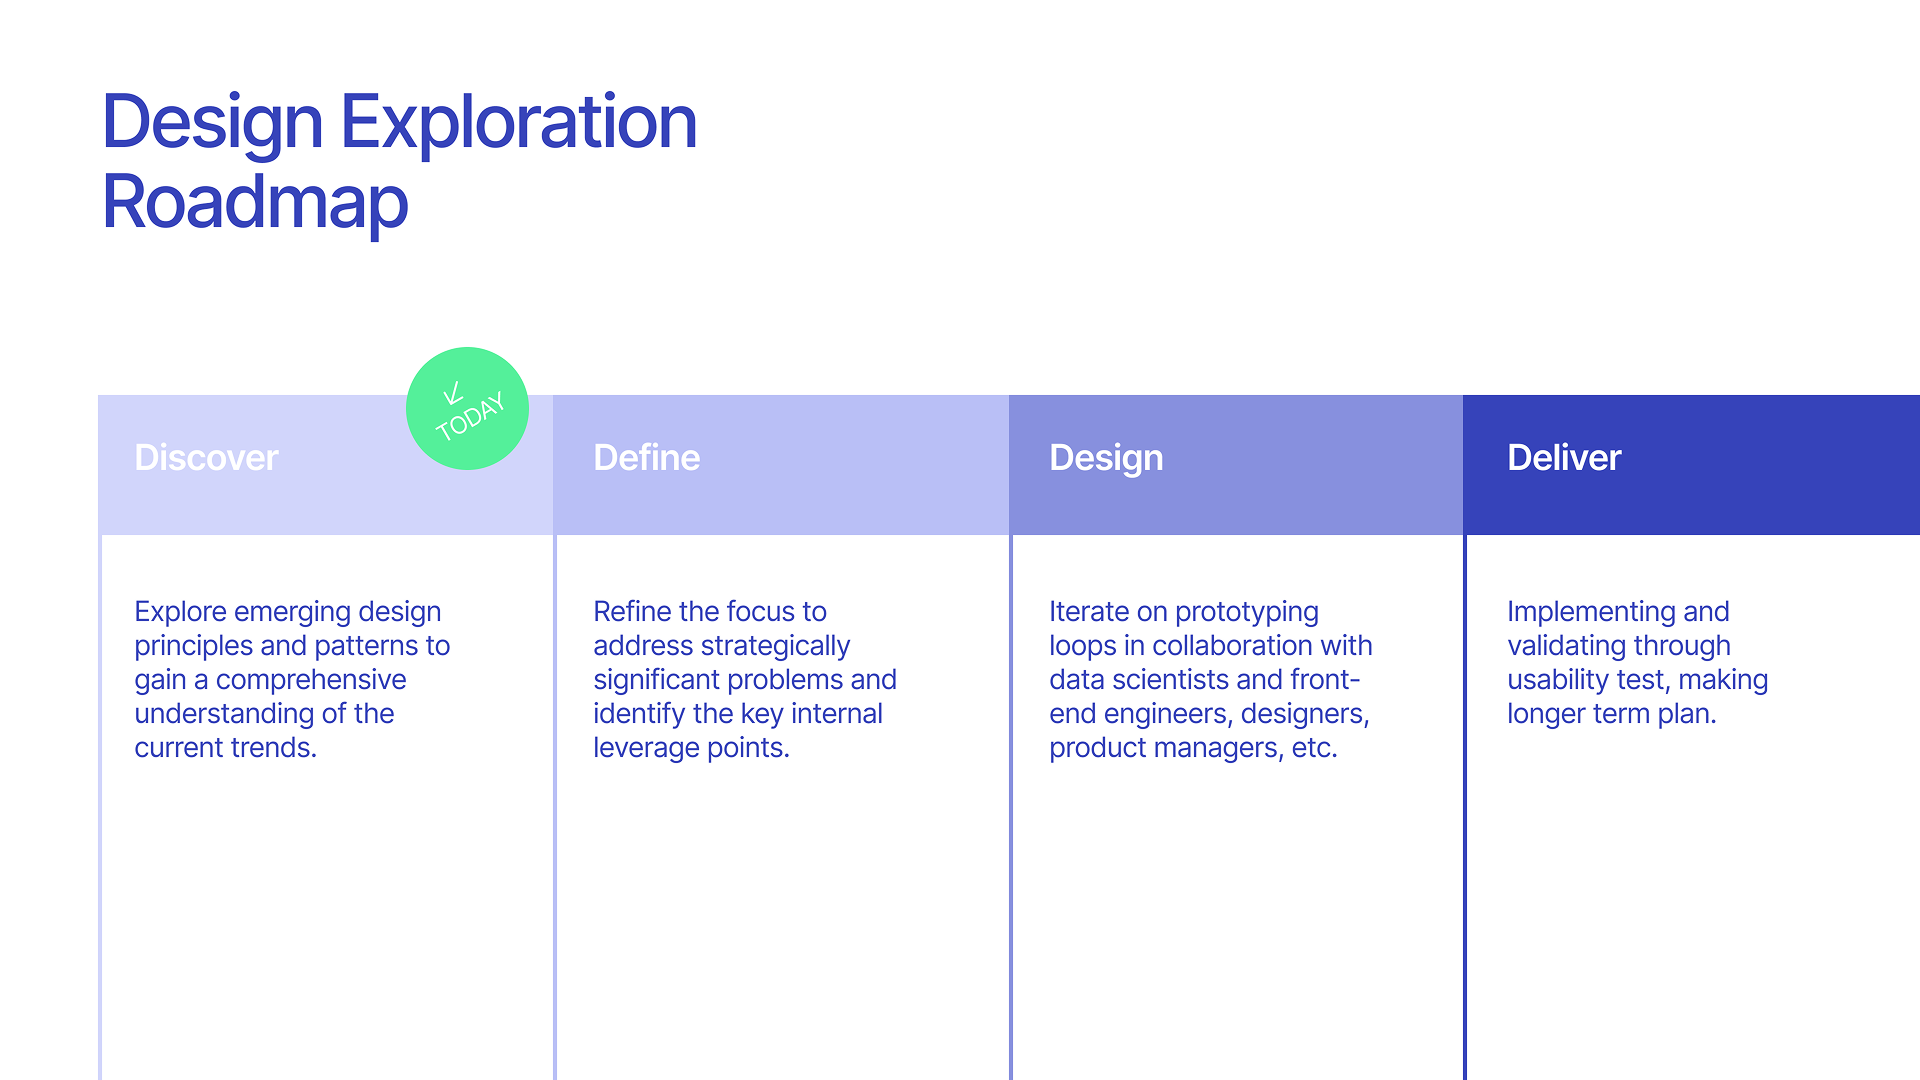 Design Exploration
Roadmap
TODAY
Discover
Explore emerging design
principles and patterns to
gain a comprehensive
understanding of the
current trends.
Define
Refine the focus to
address strategically
significant problems and
identify the key internal
leverage points.
Design
Iterate on prototyping
loops in collaboration with
data scientists and front-
end engineers, designers,
product managers, etc.
Deliver
Implementing and
validating through
usability test, making
longer term plan.